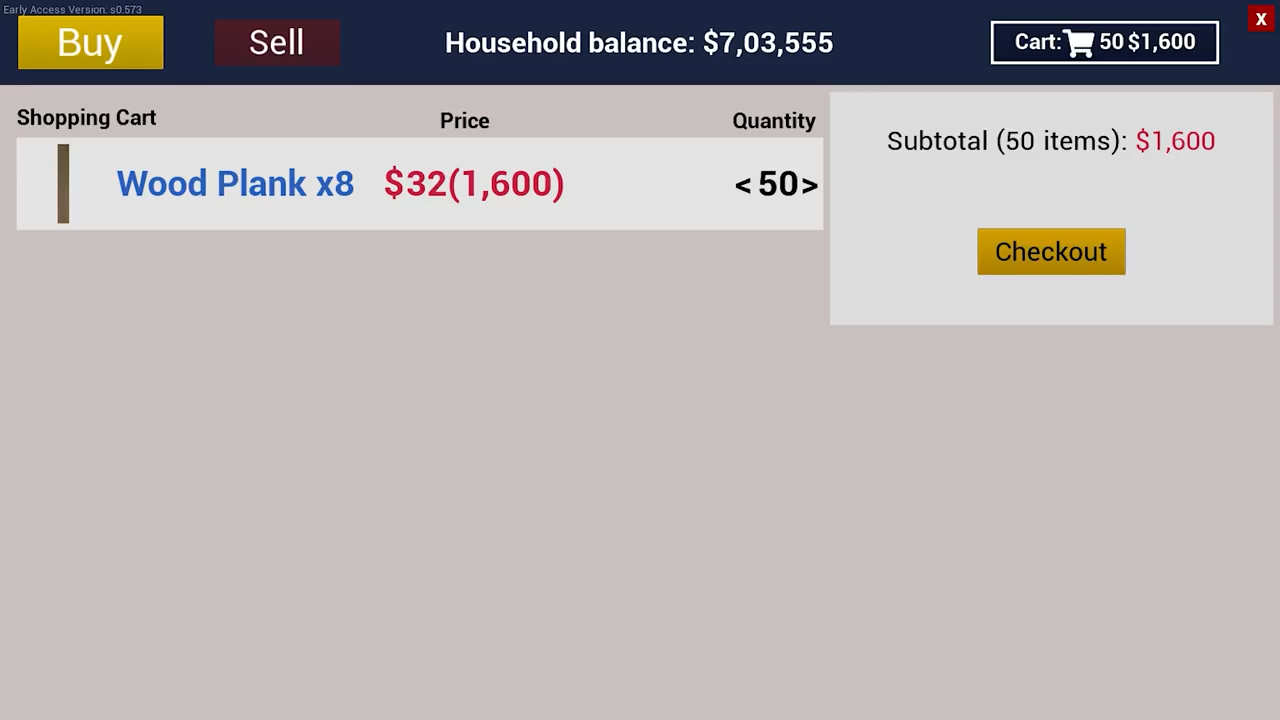 Early Access Version: s0.573
Buy
Sell
Household balance: $7,03,555
Cart: 50 $1,600
X
Shopping Cart
Price
Quantity
Wood Plank x8
$32(1,600)
<50>
Subtotal (50 items): $1,600
Checkout